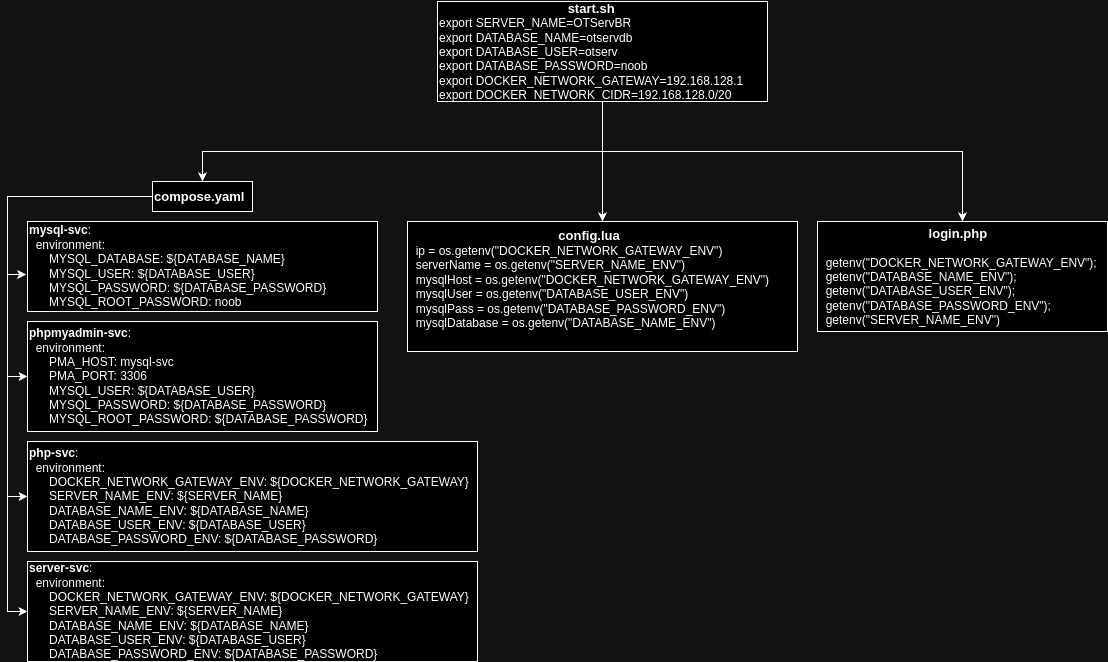 start.sh
export SERVER_NAME=OTServBR
export DATABASE_NAME=otservdb
export DATABASE_USER=otserv
export DATABASE_PASSWORD=noob
export DOCKER_NETWORK_GATEWAY=192.168.128.1
export DOCKER_NETWORK_CIDR=192.168.128.0/20
compose.yaml
mysql-svc:
environment:
MYSQL_DATABASE: ${DATABASE_NAME}
MYSQL_USER: ${DATABASE_USER}
MYSQL_PASSWORD: ${DATABASE_PASSWORD}
MYSQL_ROOT_PASSWORD: noob
phpmyadmin-svc:
environment:
PMA_HOST: mysql-svc
PMA_PORT: 3306
MYSQL_USER: ${DATABASE_USER}
MYSQL_PASSWORD: ${DATABASE_PASSWORD}
MYSQL_ROOT_PASSWORD: ${DATABASE_PASSWORD}
php-svc:
environment:
DOCKER_NETWORK_GATEWAY_ENV: ${DOCKER_NETWORK_GATEWAY}
SERVER_NAME_ENV: ${SERVER_NAME}
DATABASE_NAME_ENV: ${DATABASE_NAME}
DATABASE_USER_ENV: ${DATABASE_USER}
DATABASE_PASSWORD_ENV: ${DATABASE_PASSWORD}
server-svc:
environment:
DOCKER_NETWORK_GATEWAY_ENV: ${DOCKER_NETWORK_GATEWAY}
SERVER_NAME_ENV: ${SERVER_NAME}
DATABASE_NAME_ENV: ${DATABASE_NAME}
DATABASE_USER_ENV: ${DATABASE_USER}
DATABASE_PASSWORD_ENV: ${DATABASE_PASSWORD}
config.lua
ip = os.getenv("DOCKER_NETWORK_GATEWAY_ENV")
serverName = os.getenv("SERVER_NAME_ENV")
mysqlHost = os.getenv("DOCKER_NETWORK_GATEWAY_ENV")
mysqlUser = os.getenv("DATABASE_USER_ENV")
mysqlPass = os.getenv("DATABASE_PASSWORD_ENV")
mysqlDatabase = os.getenv("DATABASE_NAME_ENV")
login.php
getenv("DOCKER_NETWORK_GATEWAY_ENV");
getenv("DATABASE_NAME_ENV");
getenv("DATABASE_USER_ENV");
getenv("DATABASE_PASSWORD_ENV");
getenv("SERVER_NAME_ENV")